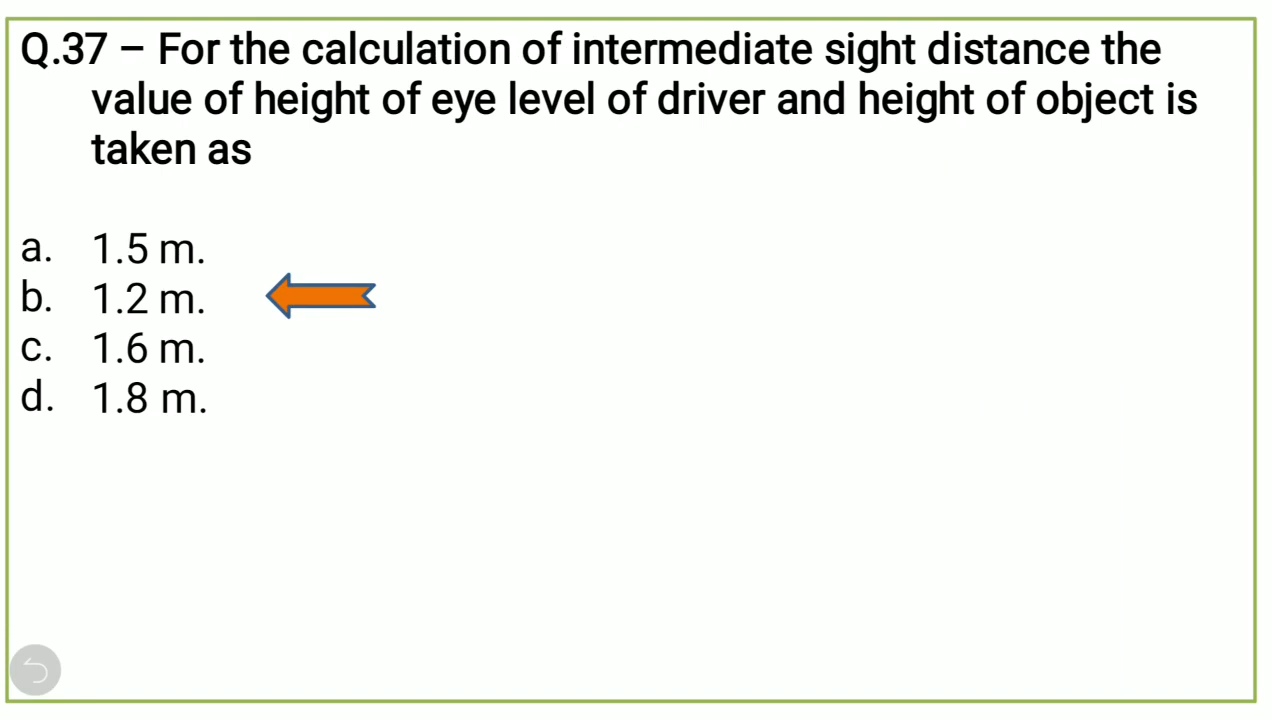 Q.37 – For the calculation of intermediate sight distance the
value of height of eye level of driver and height of object is
taken as
a. 1.5 m.
b. 1.2 m.
c. 1.6 m.
d. 1.8 m.